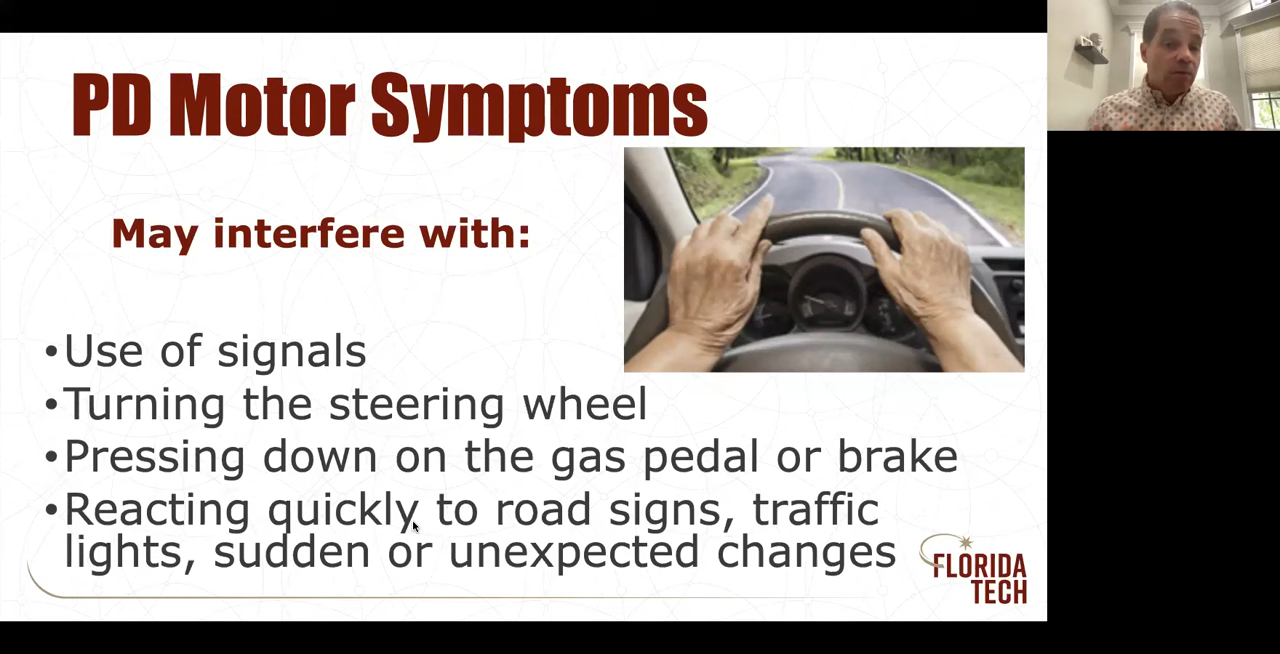 PD Motor Symptoms
May interfere with:
•Use of signals
•Turning the steering wheel
•Pressing down on the gas pedal or brake
•Reacting quickly to road signs, traffic
lights, sudden or unexpected changes
FLORIDA
TECH